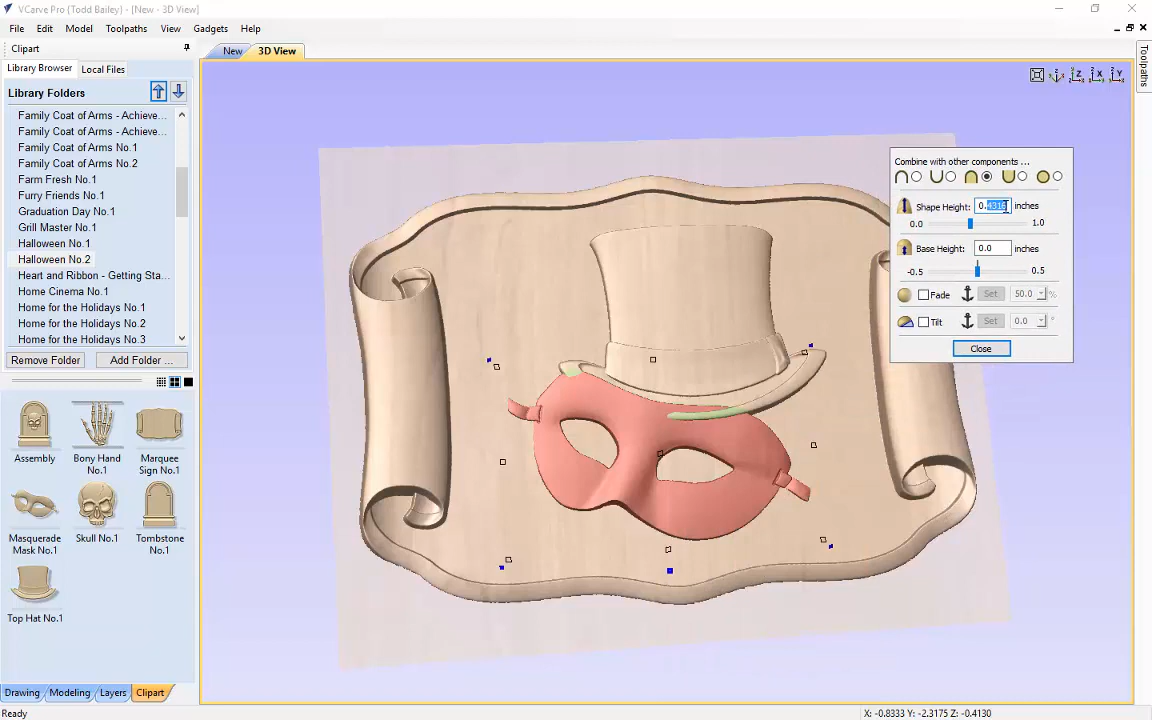 VCarve Pro (Todd Bailey) - [New - 3D View]
File Edit Model Toolpaths View Gadgets Help
Clipart
New 3D View
Library Browser Local Files
Library Folders
Family Coat of Arms - Achieve...
Family Coat of Arms - Achieve...
Family Coat of Arms No.1
Family Coat of Arms No.2
Farm Fresh No.1
Furry Friends No.1
Graduation Day No.1
Grill Master No.1
Halloween No.1
Halloween No.2
Heart and Ribbon - Getting Sta...
Home Cinema No.1
Home for the Holidays No.1
Home for the Holidays No.2
Home for the Holidays No.3
Remove Folder Add Folder ...
Assembly
Bony Hand No.1
Marquee Sign No.1
Masquerade Mask No.1
Skull No.1
Tombstone No.1
Top Hat No.1
Drawing Modeling Layers Clipart
Z X Y
Toolpaths
Combine with other components ...
Shape Height: 0.4316 inches
0.0 1.0
Base Height: 0.0 inches
-0.5 0.5
Fade Set 50.0 %
Tilt Set 0.0 °
Close
Ready
X: -0.8333 Y: -2.3175 Z: -0.4130